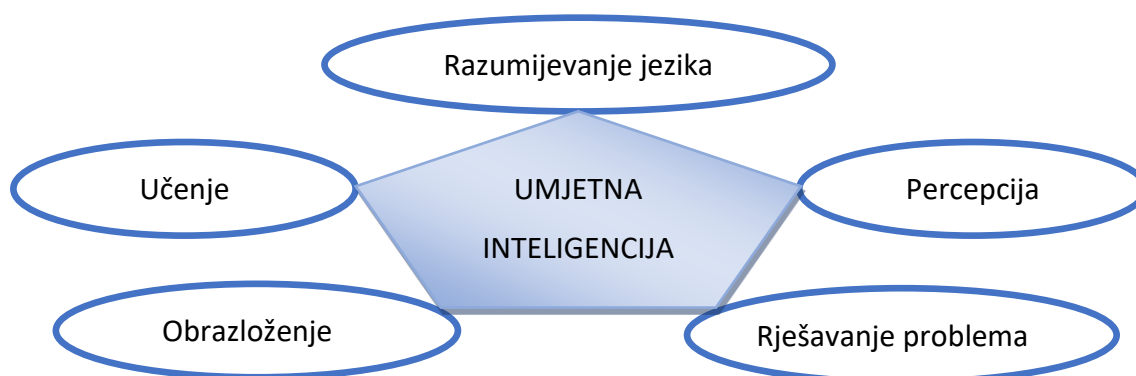 Razumijevanje jezika
Učenje
UMJETNA
INTELIGENCIJA
Percepcija
Obrazloženje
Rješavanje problema